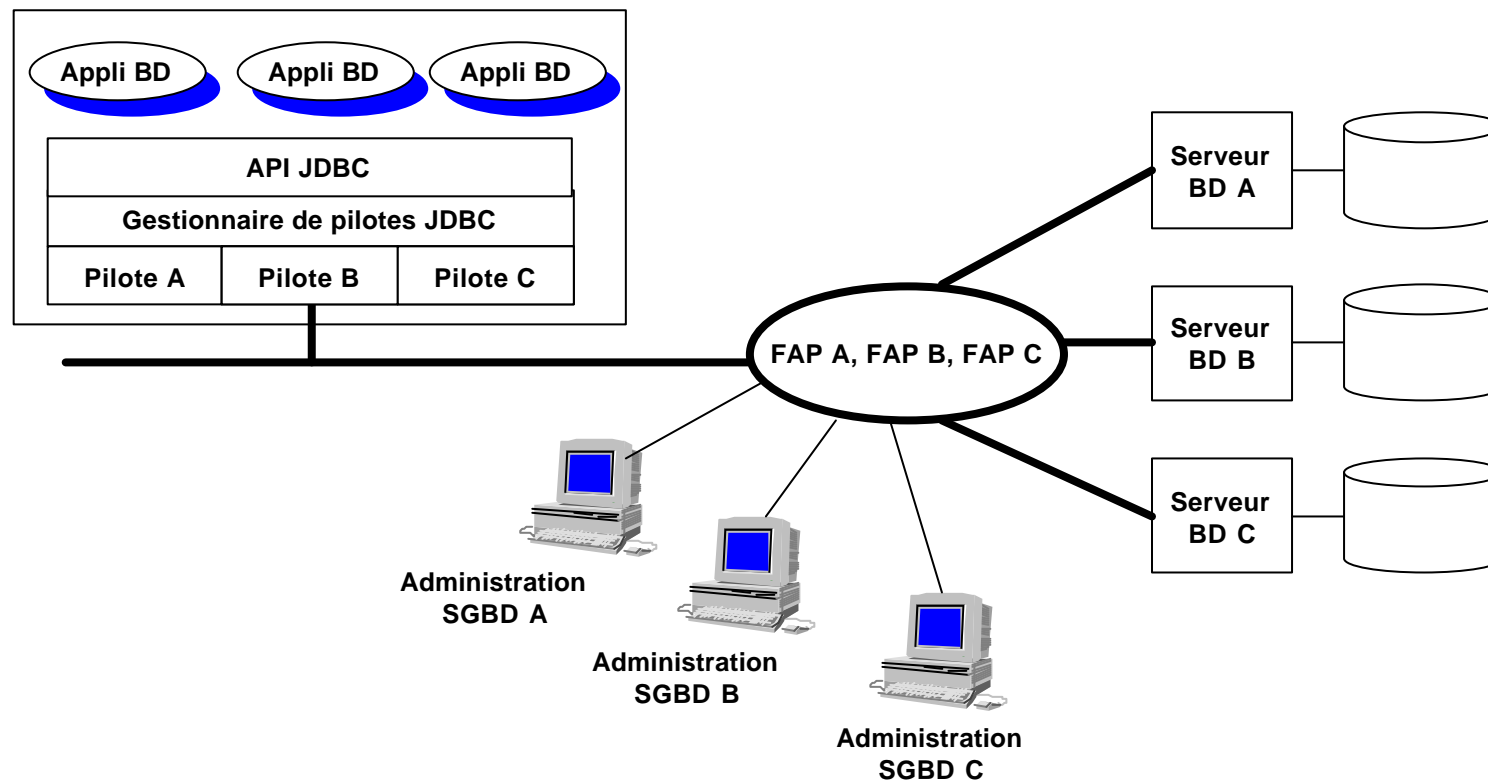 Appli BD
Appli BD
Appli BD
API JDBC
Gestionnaire de pilotes JDBC
Pilote A
Pilote B
Pilote C
FAP A, FAP B, FAP C
Serveur
BD A
Serveur
BD B
Serveur
BD C
Administration
SGBD A
Administration
SGBD B
Administration
SGBD C